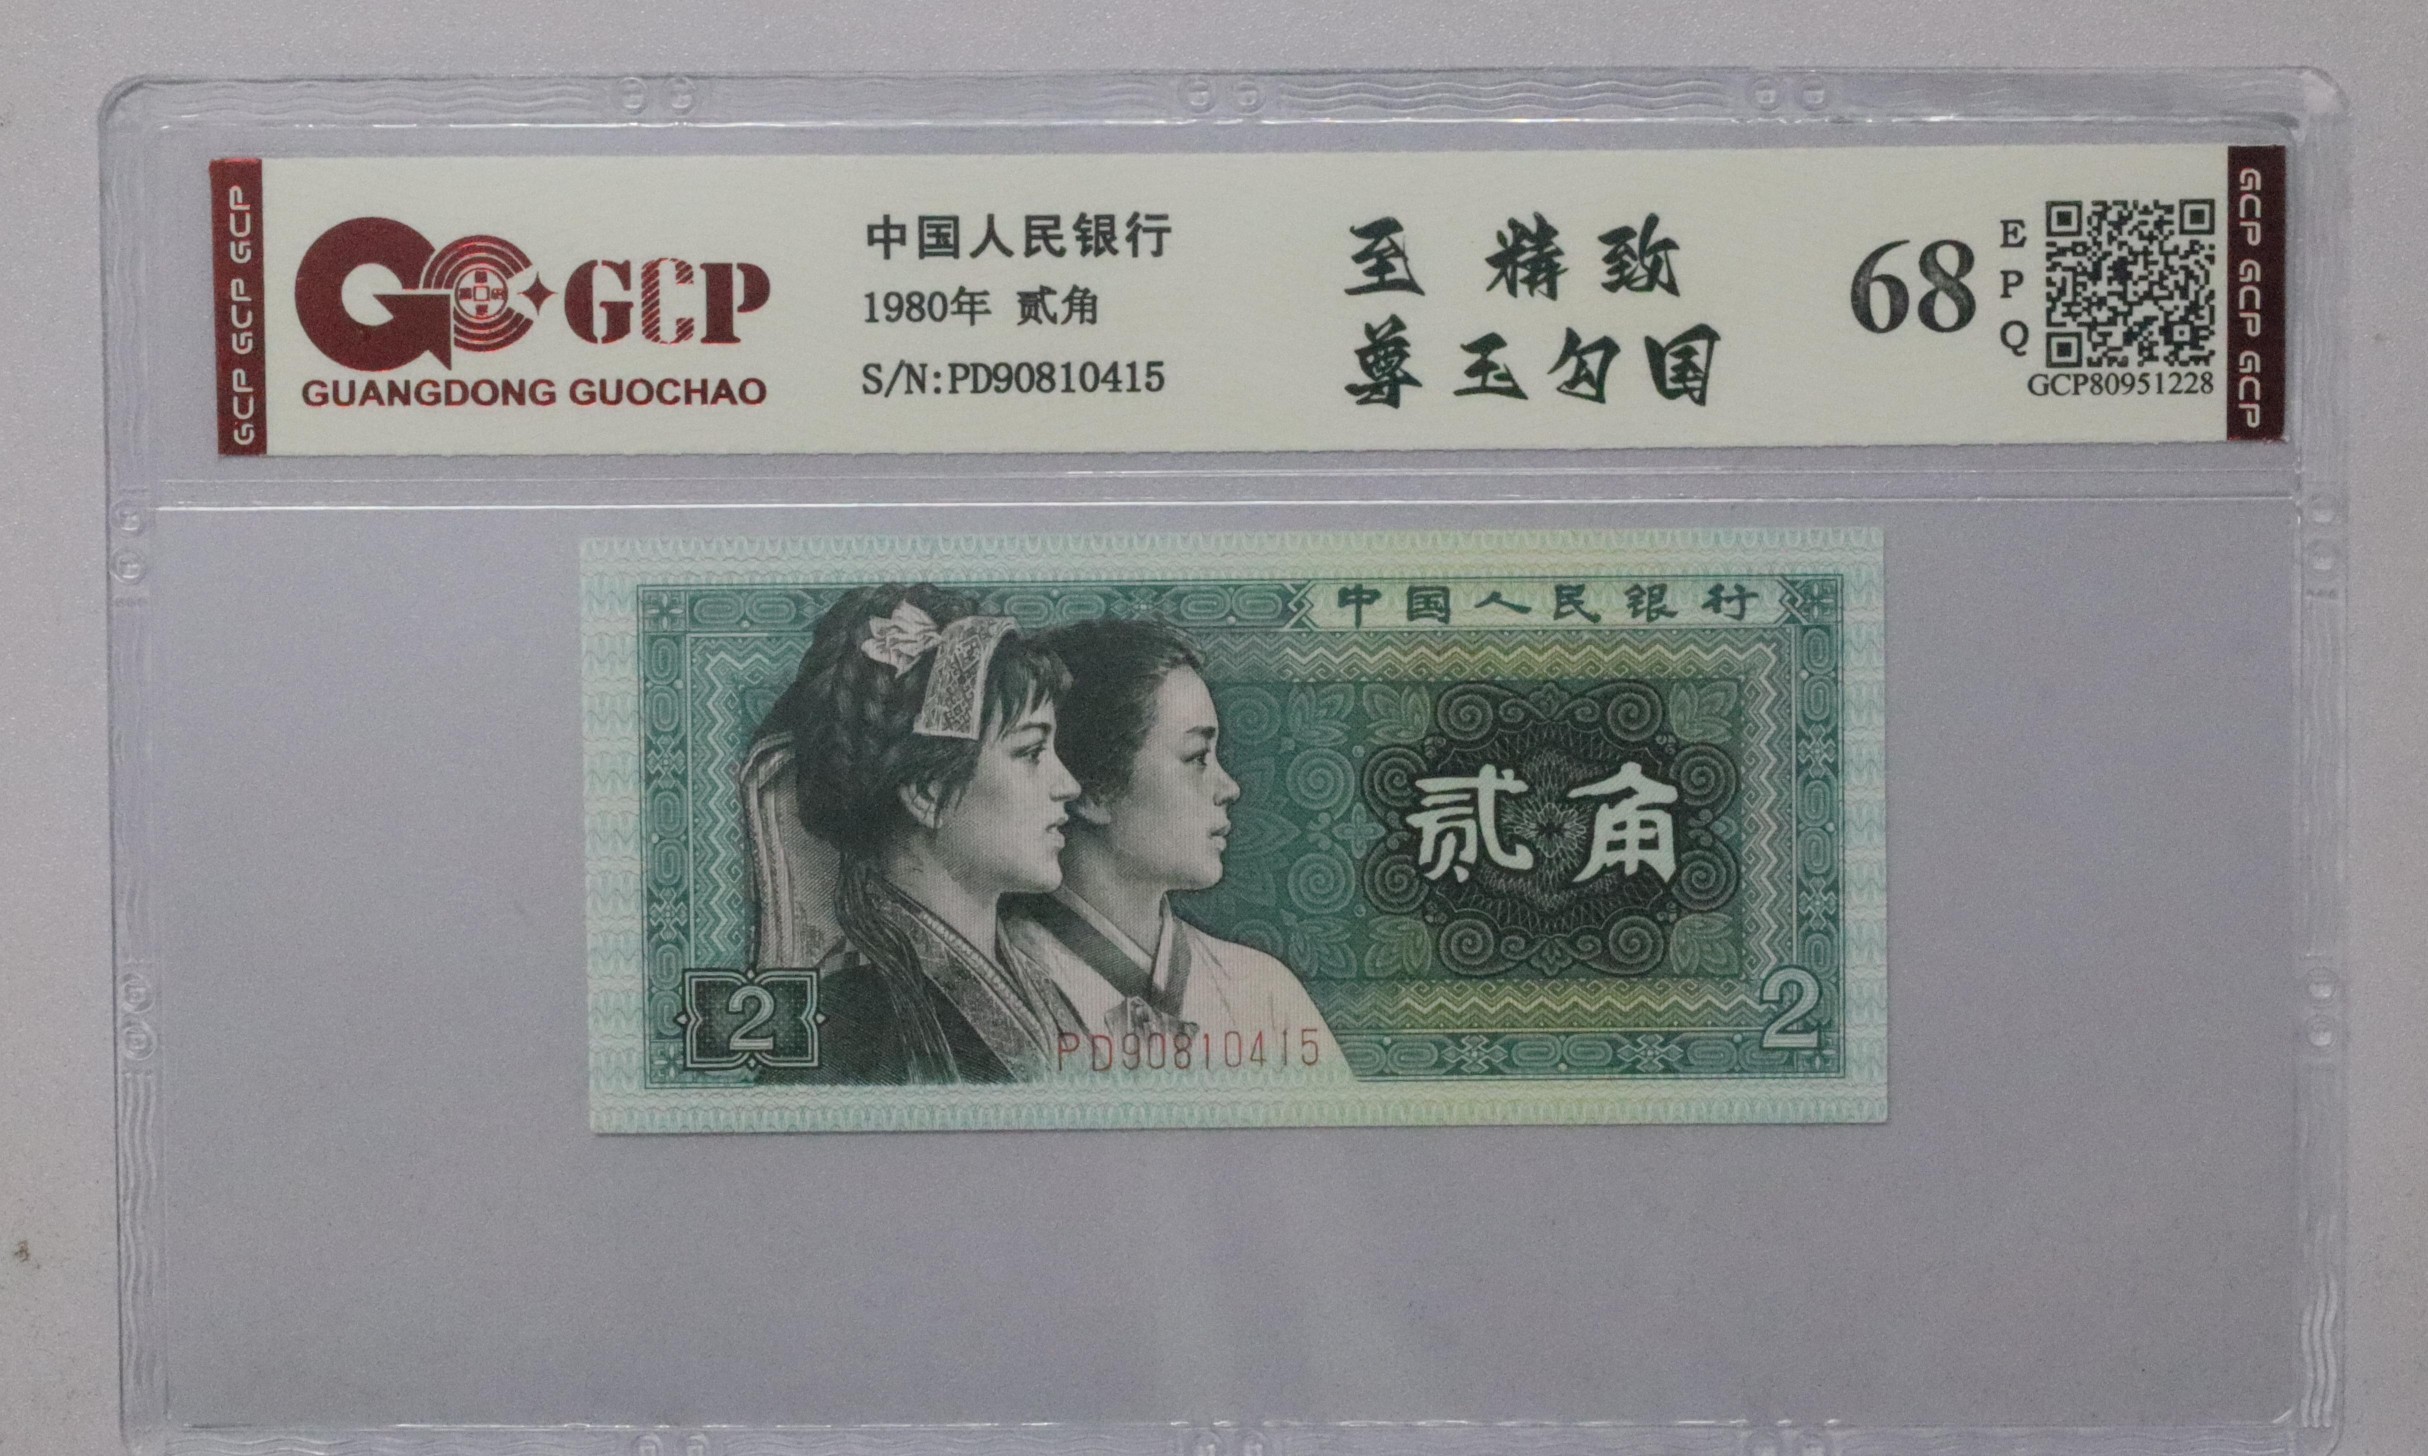 GCP GCP GCP
GCP
GUANGDONG GUOCHAO
中国人民银行
1980年 贰角
S/N:PD90810415
至 精 致
尊 玉 勾 国
68
EPQ
GCP80951228
GCP GCP GCP
中国人民银行
贰角
2
PD90810415
2